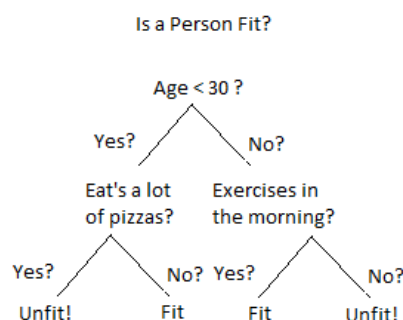 Is a Person Fit?
Age < 30 ?
Yes?
No?
Eat's a lot
of pizzas?
Exercises in
the morning?
Yes?
No?
Yes?
No?
Unfit!
Fit
Fit
Unfit!